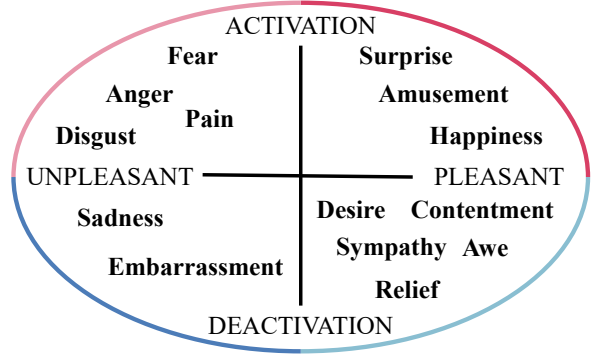 ACTIVATION
Fear
Surprise
Anger
Amusement
Pain
Disgust
Happiness
UNPLEASANT
PLEASANT
Sadness
Desire
Contentment
Sympathy
Awe
Embarrassment
Relief
DEACTIVATION